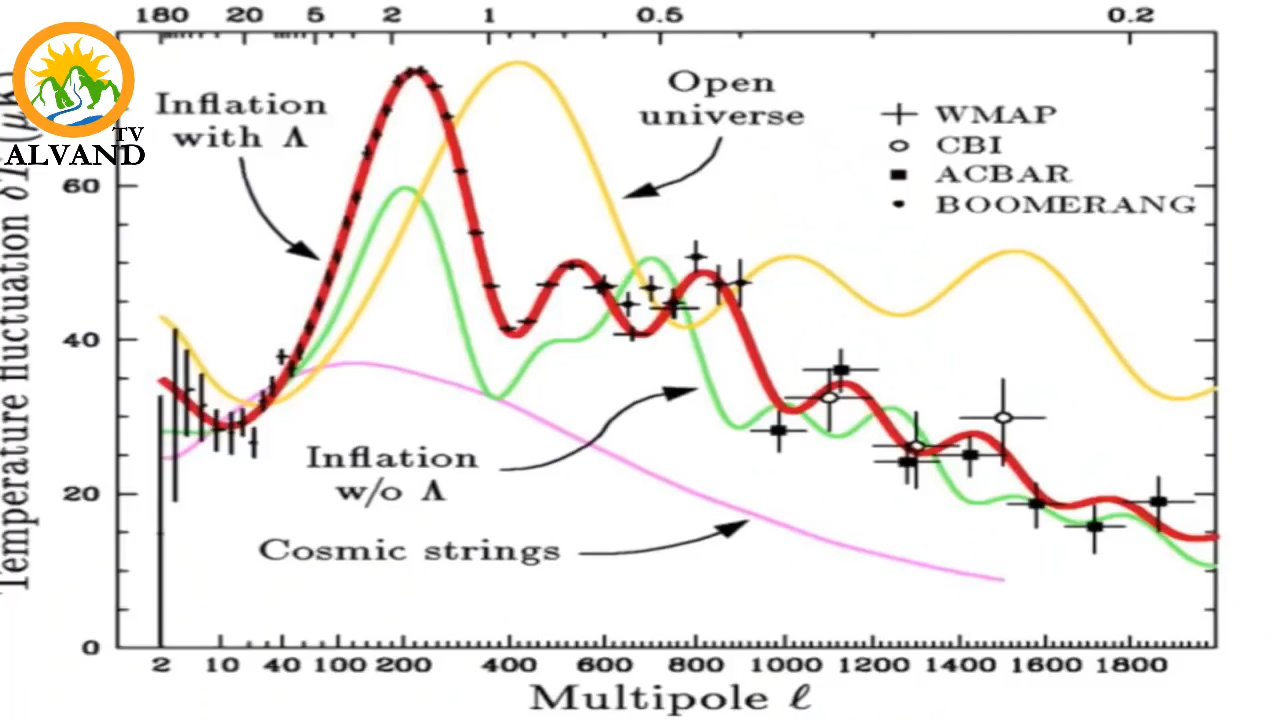 180 20 5 2 1 0.5 0.2
TV
ALVAND
Temperature fluctuation δT (μK)
Inflation
with Λ
Open
universe
WMAP
CBI
ACBAR
BOOMERANG
60
40
20
0
Inflation
w/o Λ
Cosmic strings
2 10 40 100 200 400 600 800 1000 1200 1400 1600 1800
Multipole ℓ